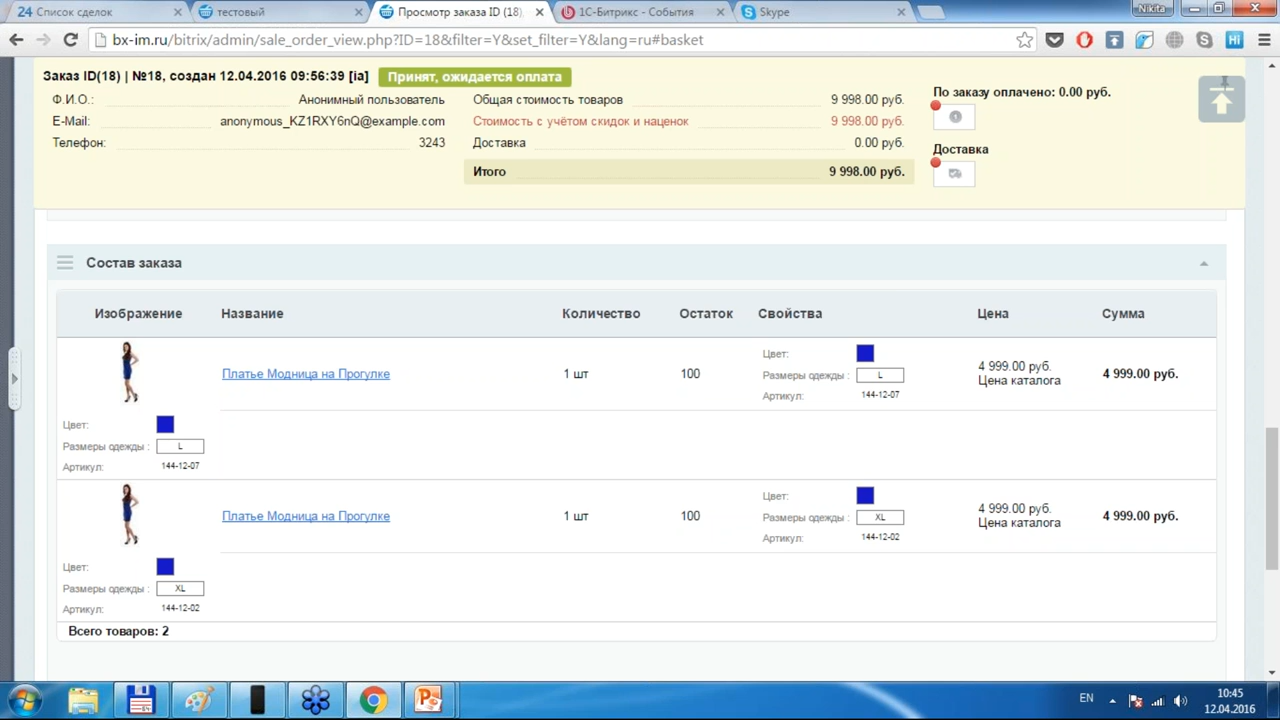 24 Список сделок
тестовый
Просмотр заказа ID (18)
1С-Битрикс - События
Skype
Nikita
bx-im.ru/bitrix/admin/sale_order_view.php?ID=18&filter=Y&set_filter=Y&lang=ru#basket
Hi
Заказ ID(18) | №18, создан 12.04.2016 09:56:39 [ia] Принят, ожидается оплата
Ф.И.О.: Анонимный пользователь
E-Mail: anonymous_KZ1RXY6nQ@example.com
Телефон: 3243
Общая стоимость товаров 9 998.00 руб.
Стоимость с учётом скидок и наценок 9 998.00 руб.
Доставка 0.00 руб.
Итого 9 998.00 руб.
По заказу оплачено: 0.00 руб.
Доставка
Состав заказа
Изображение Название Количество Остаток Свойства Цена Сумма
Платье Модница на Прогулке 1 шт 100
Цвет:
Размеры одежды : L
Артикул: 144-12-07
4 999.00 руб.
Цена каталога
4 999.00 руб.
Цвет:
Размеры одежды : L
Артикул: 144-12-07
Платье Модница на Прогулке 1 шт 100
Цвет:
Размеры одежды : XL
Артикул: 144-12-02
4 999.00 руб.
Цена каталога
4 999.00 руб.
Цвет:
Размеры одежды : XL
Артикул: 144-12-02
Всего товаров: 2
64
EN
10:45
12.04.2016